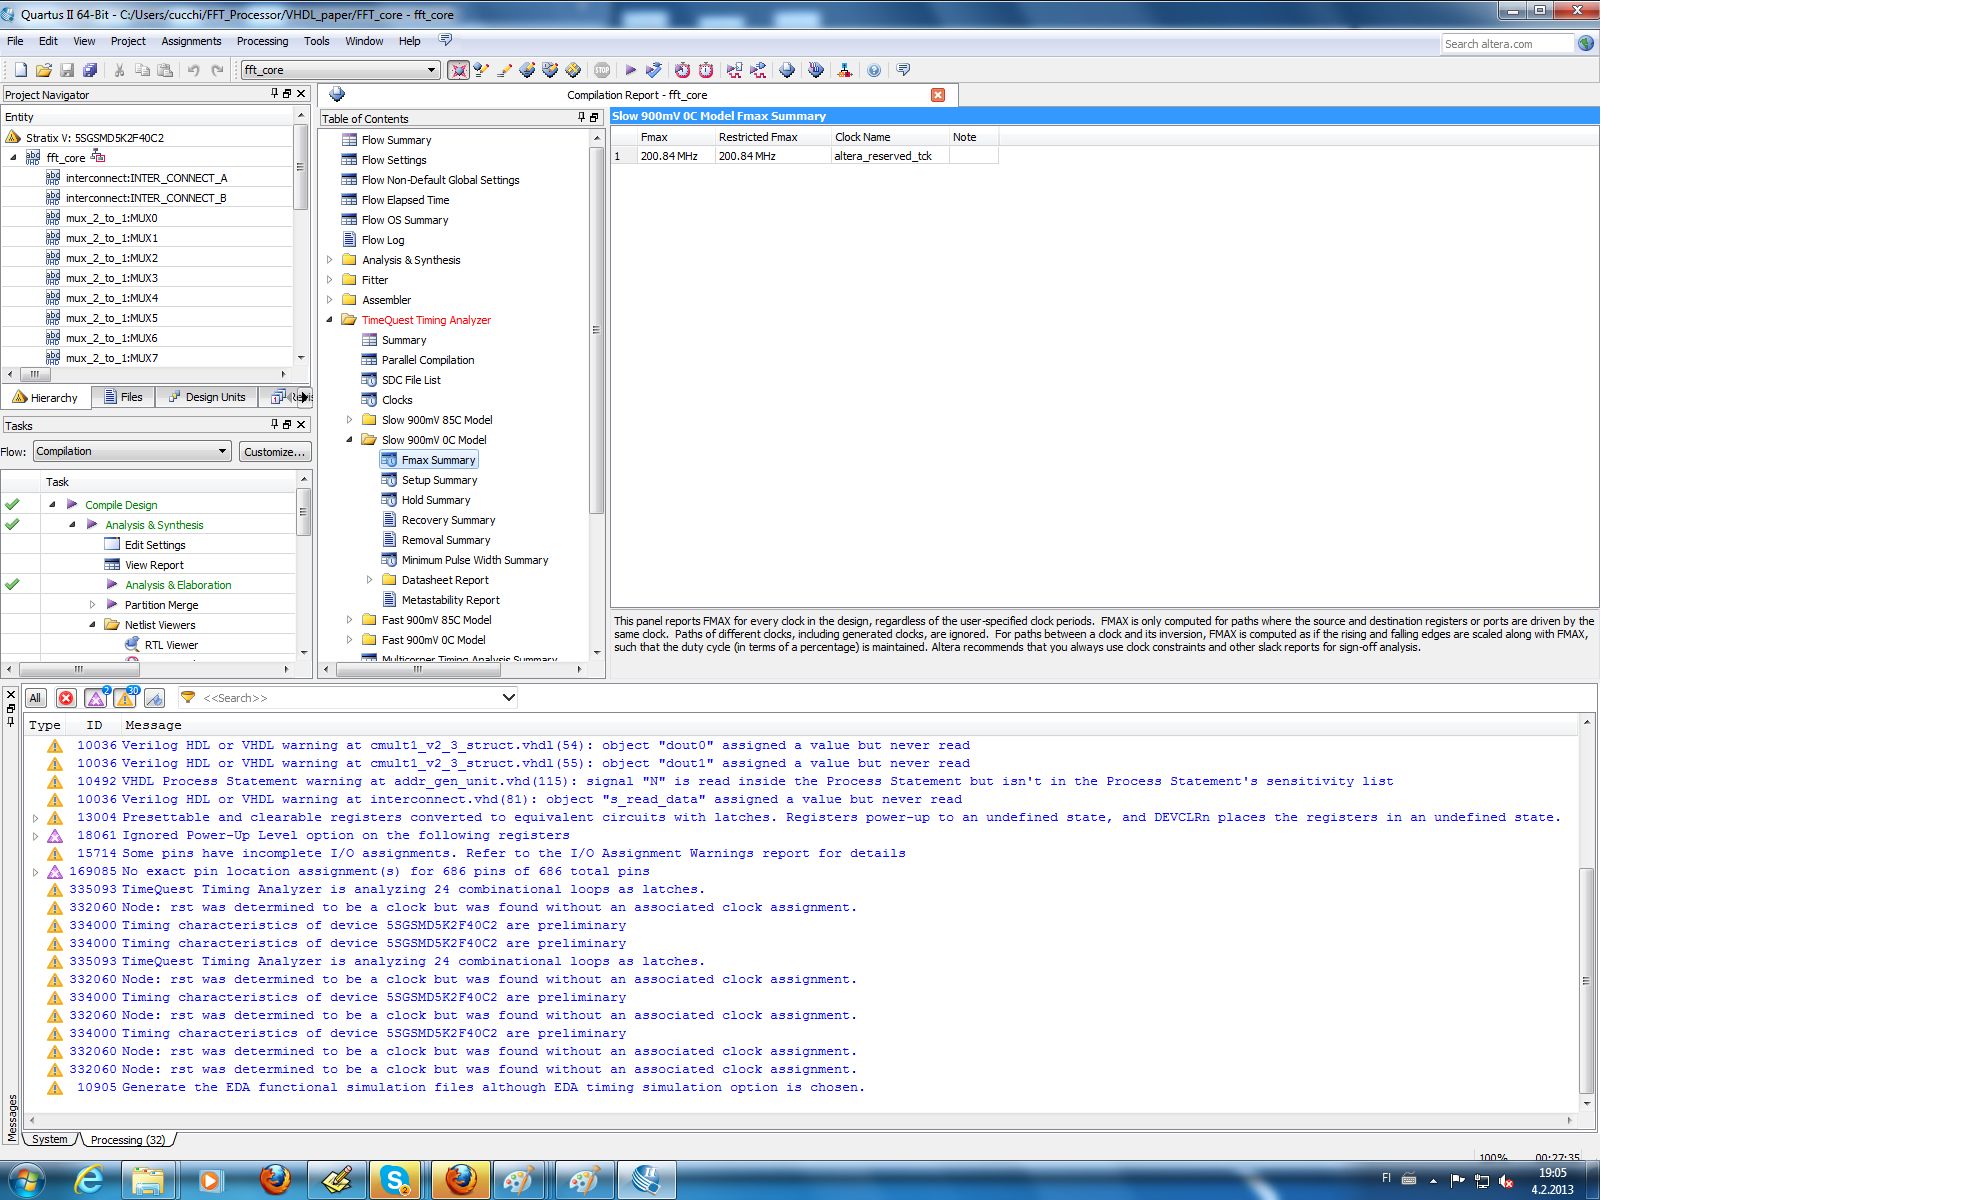 Quartus II 64-Bit - C:/Users/cucchi/FFT_Processor/VHDL_paper/FFT_core - fft_core
File Edit View Project Assignments Processing Tools Window Help
Search altera.com
fft_core
Project Navigator
Entity
Stratix V: 5SGSMD5K2F40C2
fft_core
interconnect:INTER_CONNECT_A
interconnect:INTER_CONNECT_B
mux_2_to_1:MUX0
mux_2_to_1:MUX1
mux_2_to_1:MUX2
mux_2_to_1:MUX3
mux_2_to_1:MUX4
mux_2_to_1:MUX5
mux_2_to_1:MUX6
mux_2_to_1:MUX7
Hierarchy Files Design Units
Tasks
Flow: Compilation Customize...
Task
Compile Design
Analysis & Synthesis
Edit Settings
View Report
Analysis & Elaboration
Partition Merge
Netlist Viewers
RTL Viewer
Compilation Report - fft_core
Table of Contents
Flow Summary
Flow Settings
Flow Non-Default Global Settings
Flow Elapsed Time
Flow OS Summary
Flow Log
Analysis & Synthesis
Fitter
Assembler
TimeQuest Timing Analyzer
Summary
Parallel Compilation
SDC File List
Clocks
Slow 900mV 85C Model
Slow 900mV 0C Model
Fmax Summary
Setup Summary
Hold Summary
Recovery Summary
Removal Summary
Minimum Pulse Width Summary
Datasheet Report
Metastability Report
Fast 900mV 85C Model
Fast 900mV 0C Model
Multicorner Timing Analysis Summary
Slow 900mV 0C Model Fmax Summary
Fmax Restricted Fmax Clock Name Note
1 200.84 MHz 200.84 MHz altera_reserved_tck
This panel reports FMAX for every clock in the design, regardless of the user-specified clock periods. FMAX is only computed for paths where the source and destination registers or ports are driven by the
same clock. Paths of different clocks, including generated clocks, are ignored. For paths between a clock and its inversion, FMAX is computed as if the rising and falling edges are scaled along with FMAX,
such that the duty cycle (in terms of a percentage) is maintained. Altera recommends that you always use clock constraints and other slack reports for sign-off analysis.
All 2 30 <<Search>>
Type ID Message
10036 Verilog HDL or VHDL warning at cmult1_v2_3_struct.vhdl(54): object "dout0" assigned a value but never read
10036 Verilog HDL or VHDL warning at cmult1_v2_3_struct.vhdl(55): object "dout1" assigned a value but never read
10492 VHDL Process Statement warning at addr_gen_unit.vhd(115): signal "N" is read inside the Process Statement but isn't in the Process Statement's sensitivity list
10036 Verilog HDL or VHDL warning at interconnect.vhd(81): object "s_read_data" assigned a value but never read
13004 Presettable and clearable registers converted to equivalent circuits with latches. Registers power-up to an undefined state, and DEVCLRn places the registers in an undefined state.
18061 Ignored Power-Up Level option on the following registers
15714 Some pins have incomplete I/O assignments. Refer to the I/O Assignment Warnings report for details
169085 No exact pin location assignment(s) for 686 pins of 686 total pins
335093 TimeQuest Timing Analyzer is analyzing 24 combinational loops as latches.
332060 Node: rst was determined to be a clock but was found without an associated clock assignment.
334000 Timing characteristics of device 5SGSMD5K2F40C2 are preliminary
334000 Timing characteristics of device 5SGSMD5K2F40C2 are preliminary
335093 TimeQuest Timing Analyzer is analyzing 24 combinational loops as latches.
332060 Node: rst was determined to be a clock but was found without an associated clock assignment.
334000 Timing characteristics of device 5SGSMD5K2F40C2 are preliminary
332060 Node: rst was determined to be a clock but was found without an associated clock assignment.
334000 Timing characteristics of device 5SGSMD5K2F40C2 are preliminary
332060 Node: rst was determined to be a clock but was found without an associated clock assignment.
332060 Node: rst was determined to be a clock but was found without an associated clock assignment.
10905 Generate the EDA functional simulation files although EDA timing simulation option is chosen.
Messages
System Processing (32)
100% 00:27:35
FI 19:05
4.2.2013